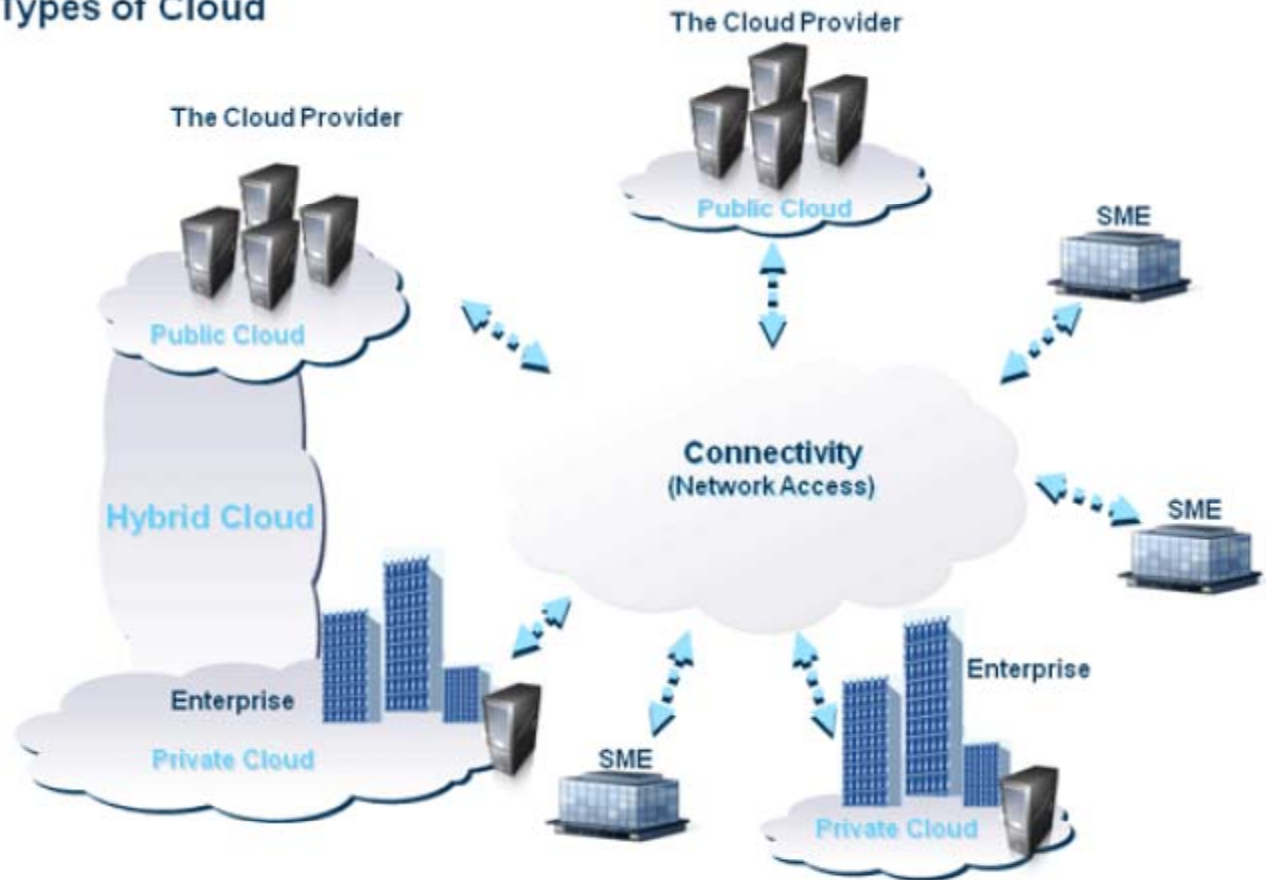 Types of Cloud
The Cloud Provider
Public Cloud
The Cloud Provider
Public Cloud
SME
Connectivity
(Network Access)
SME
Hybrid Cloud
Enterprise
Private Cloud
SME
Enterprise
Private Cloud